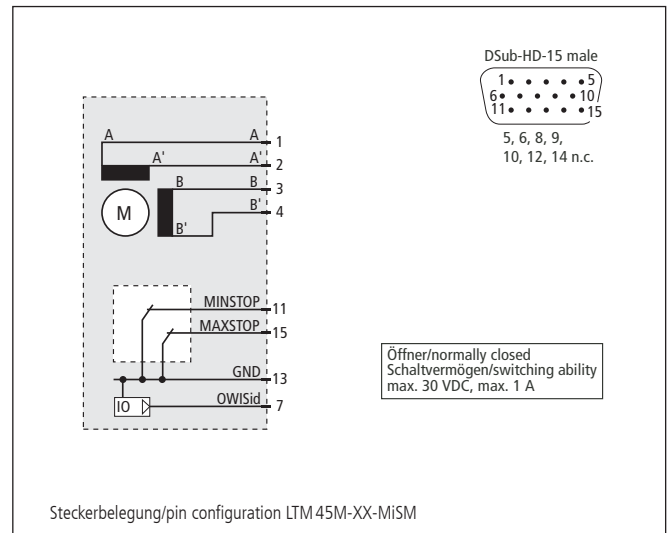 DSub-HD-15 male
1 5
6 10
11 15
5, 6, 8, 9,
10, 12, 14 n.c.
A A 1
A' A' 2
B B 3
B' 4
M
B'
MINSTOP 11
MAXSTOP 15
GND 13
IO OWISid 7
Öffner/normally closed
Schaltvermögen/switching ability
max. 30 VDC, max. 1 A
Steckerbelegung/pin configuration LTM 45M-XX-MiSM